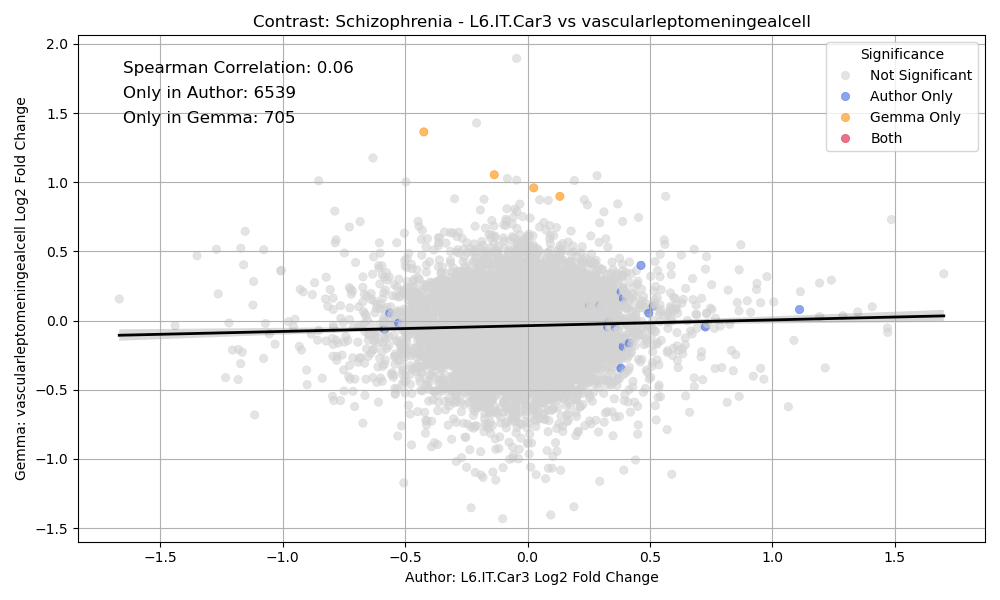 Contrast: Schizophrenia - L6.IT.Car3 vs vascularleptomeningealcell
Spearman Correlation: 0.06
Only in Author: 6539
Only in Gemma: 705
Significance
Not Significant
Author Only
Gemma Only
Both
Gemma: vascularleptomeningealcell Log2 Fold Change
2.0
1.5
1.0
0.5
0.0
−0.5
−1.0
−1.5
−1.5
−1.0
−0.5
0.0
0.5
1.0
1.5
Author: L6.IT.Car3 Log2 Fold Change